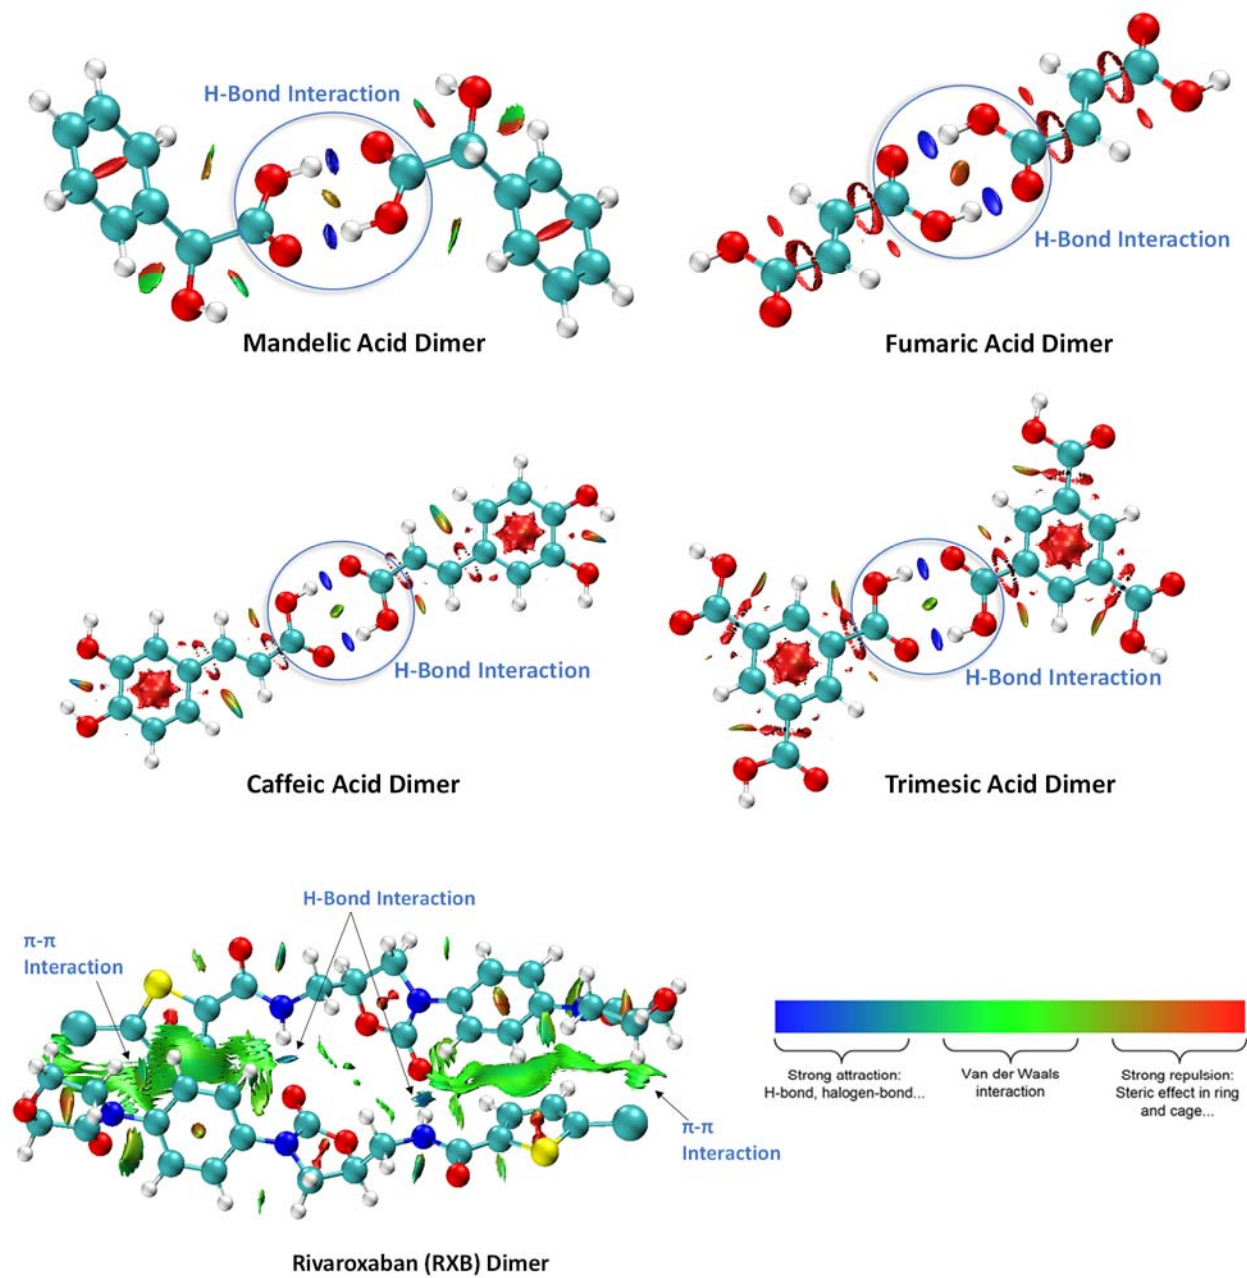 H-Bond Interaction
Mandelic Acid Dimer
H-Bond Interaction
Fumaric Acid Dimer
H-Bond Interaction
Caffeic Acid Dimer
H-Bond Interaction
Trimesic Acid Dimer
H-Bond Interaction
π-π
Interaction
π-π
Interaction
Rivaroxaban (RXB) Dimer
Strong attraction:
H-bond, halogen-bond...
Van der Waals
interaction
Strong repulsion:
Steric effect in ring
and cage...